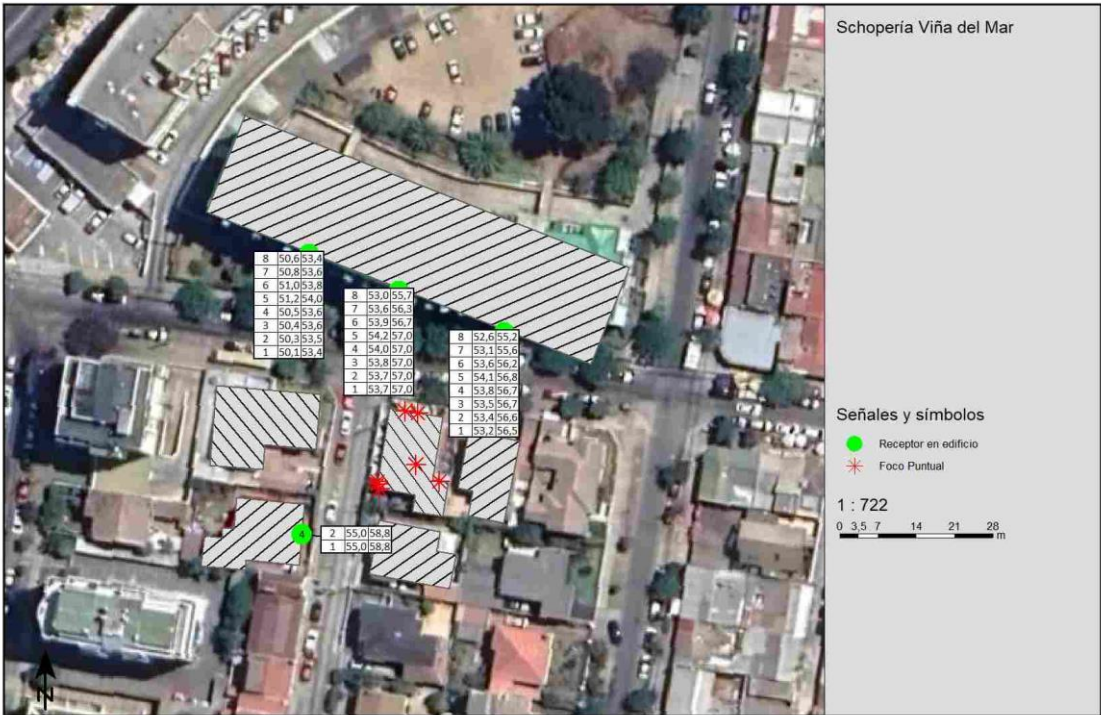 Schopería Viña del Mar
8 50,6 53,4
7 50,8 53,6
6 51,0 53,8
5 51,2 54,0
4 50,5 53,6
3 50,4 53,6
2 50,3 53,5
1 50,1 53,4
8 53,0 55,7
7 53,6 56,3
6 53,9 56,7
5 54,2 57,0
4 54,0 57,0
3 53,8 57,0
2 53,7 57,0
1 53,7 57,0
8 52,6 55,2
7 53,1 55,6
6 53,6 56,2
5 54,1 56,8
4 53,8 56,7
3 53,5 56,7
2 53,4 56,6
1 53,2 56,5
4
2 55,0 58,8
1 55,0 58,8
Señales y símbolos
Receptor en edificio
Foco Puntual
1 : 722
0 3,5 7 14 21 28
m
N